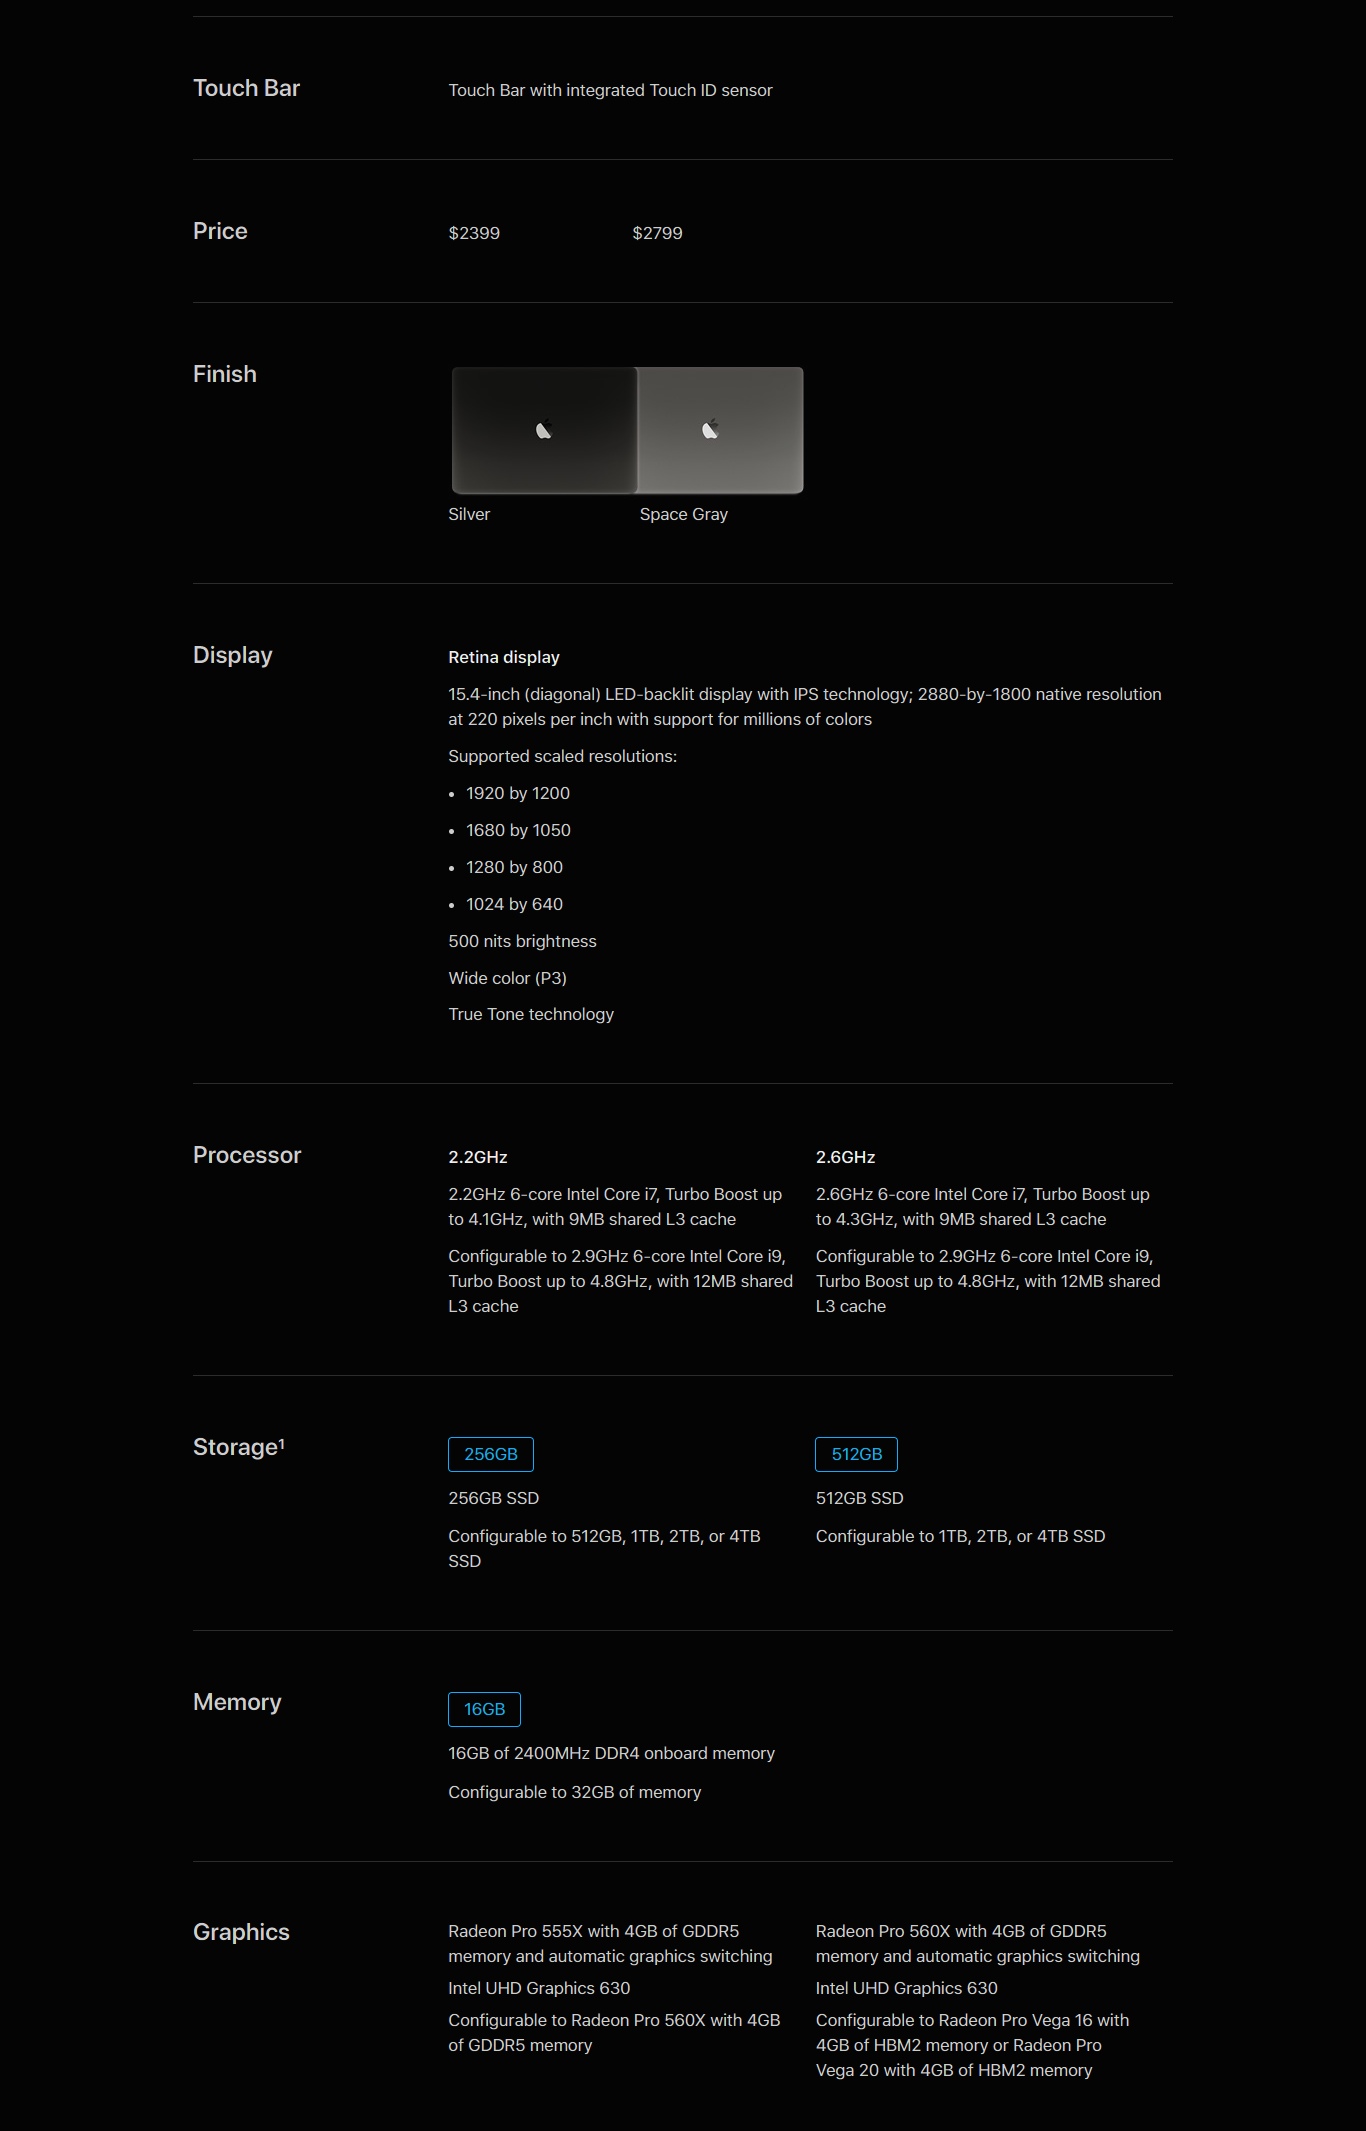 Touch Bar
Touch Bar with integrated Touch ID sensor
Price
$2399
$2799
Finish
Silver
Space Gray
Display
Retina display
15.4-inch (diagonal) LED-backlit display with IPS technology; 2880-by-1800 native resolution
at 220 pixels per inch with support for millions of colors
Supported scaled resolutions:
• 1920 by 1200
• 1680 by 1050
• 1280 by 800
• 1024 by 640
500 nits brightness
Wide color (P3)
True Tone technology
Processor
2.2GHz
2.2GHz 6-core Intel Core i7, Turbo Boost up
to 4.1GHz, with 9MB shared L3 cache
Configurable to 2.9GHz 6-core Intel Core i9,
Turbo Boost up to 4.8GHz, with 12MB shared
L3 cache
2.6GHz
2.6GHz 6-core Intel Core i7, Turbo Boost up
to 4.3GHz, with 9MB shared L3 cache
Configurable to 2.9GHz 6-core Intel Core i9,
Turbo Boost up to 4.8GHz, with 12MB shared
L3 cache
Storage¹
256GB
256GB SSD
Configurable to 512GB, 1TB, 2TB, or 4TB
SSD
512GB
512GB SSD
Configurable to 1TB, 2TB, or 4TB SSD
Memory
16GB
16GB of 2400MHz DDR4 onboard memory
Configurable to 32GB of memory
Graphics
Radeon Pro 555X with 4GB of GDDR5
memory and automatic graphics switching
Intel UHD Graphics 630
Configurable to Radeon Pro 560X with 4GB
of GDDR5 memory
Radeon Pro 560X with 4GB of GDDR5
memory and automatic graphics switching
Intel UHD Graphics 630
Configurable to Radeon Pro Vega 16 with
4GB of HBM2 memory or Radeon Pro
Vega 20 with 4GB of HBM2 memory